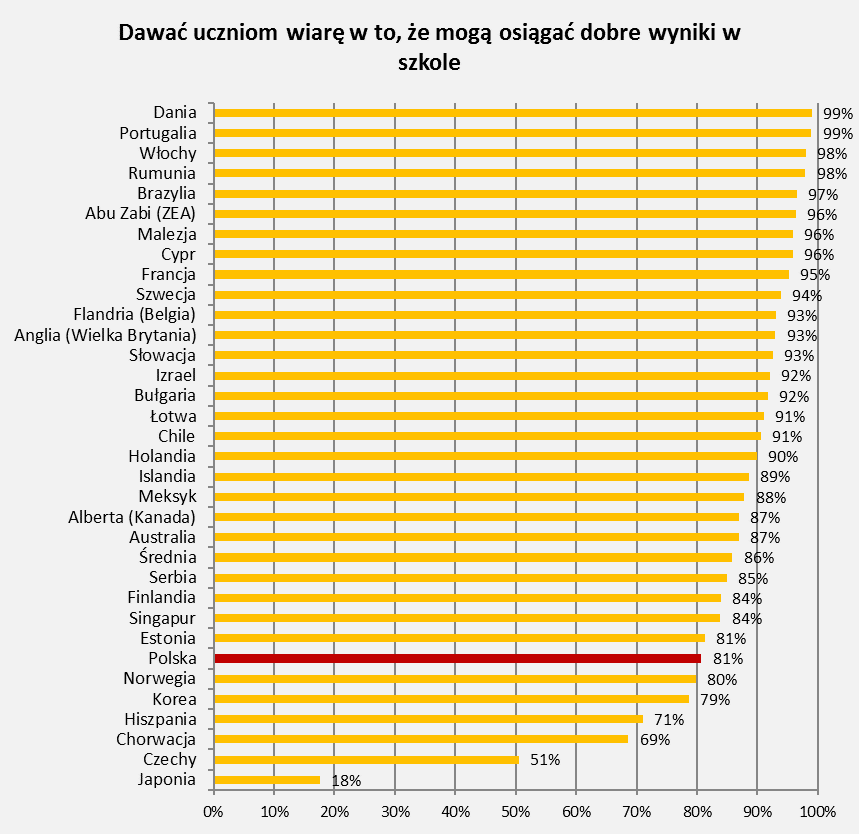 Dawać uczniom wiarę w to, że mogą osiągać dobre wyniki w
szkole
Dania 99%
Portugalia 99%
Włochy 98%
Rumunia 98%
Brazylia 97%
Abu Zabi (ZEA) 96%
Malezja 96%
Cypr 96%
Francja 95%
Szwecja 94%
Flandria (Belgia) 93%
Anglia (Wielka Brytania) 93%
Słowacja 93%
Izrael 92%
Bułgaria 92%
Łotwa 91%
Chile 91%
Holandia 90%
Islandia 89%
Meksyk 88%
Alberta (Kanada) 87%
Australia 87%
Średnia 86%
Serbia 85%
Finlandia 84%
Singapur 84%
Estonia 81%
Polska 81%
Norwegia 80%
Korea 79%
Hiszpania 71%
Chorwacja 69%
Czechy 51%
Japonia 18%
0% 10% 20% 30% 40% 50% 60% 70% 80% 90% 100%